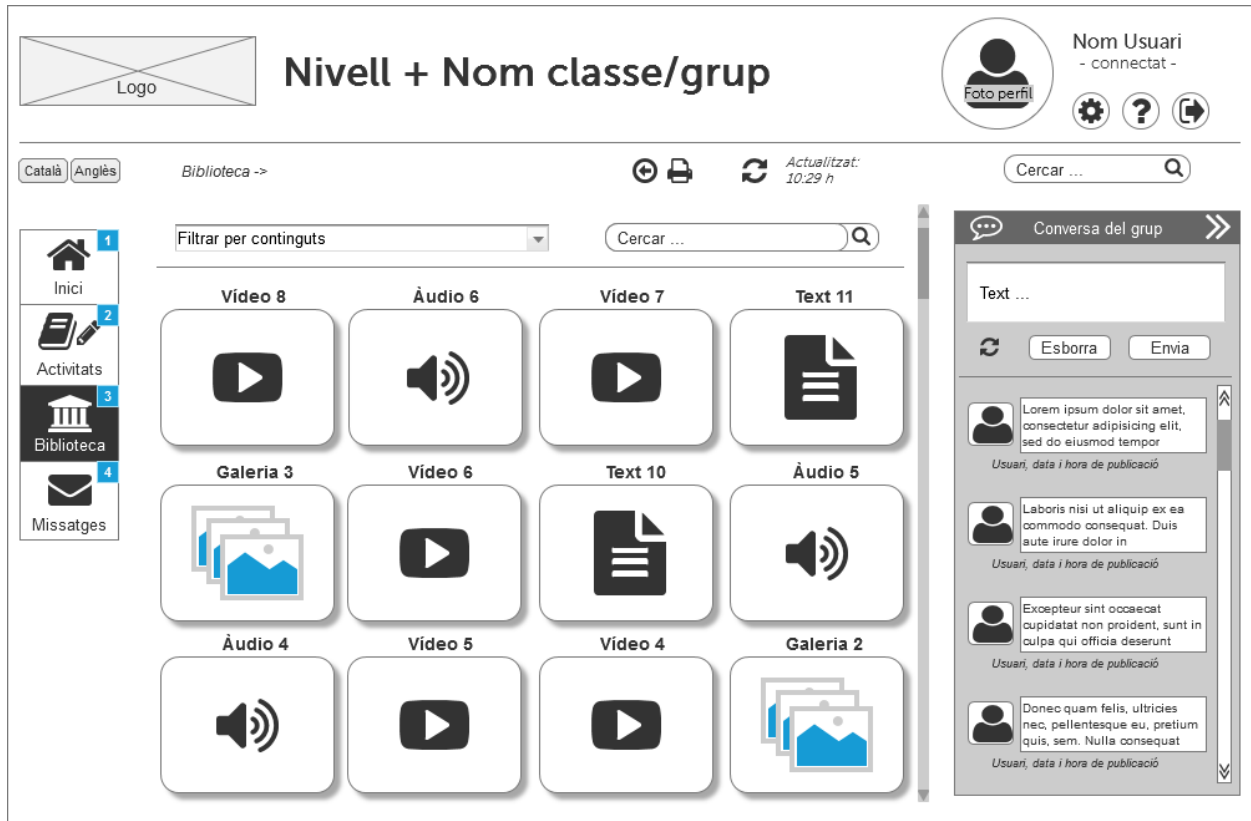 Logo
Nivell + Nom classe/grup
Foto perfil
Nom Usuari
- connectat -
Català
Anglès
Biblioteca ->
Actualitzat:
10:29 h
Cercar ...
1
Inici
2
Activitats
3
Biblioteca
4
Missatges
Filtrar per continguts
Cercar ...
Vídeo 8
Àudio 6
Vídeo 7
Text 11
Galeria 3
Vídeo 6
Text 10
Àudio 5
Àudio 4
Vídeo 5
Vídeo 4
Galeria 2
Conversa del grup
Text ...
Esborra
Envia
Lorem ipsum dolor sit amet,
consectetur adipisicing elit,
sed do eiusmod tempor
Usuari, data i hora de publicació
Laboris nisi ut aliquip ex ea
commodo consequat. Duis
aute irure dolor in
Usuari, data i hora de publicació
Excepteur sint occaecat
cupidatat non proident, sunt in
culpa qui officia deserunt
Usuari, data i hora de publicació
Donec quam felis, ultricies
nec, pellentesque eu, pretium
quis, sem. Nulla consequat
Usuari, data i hora de publicació